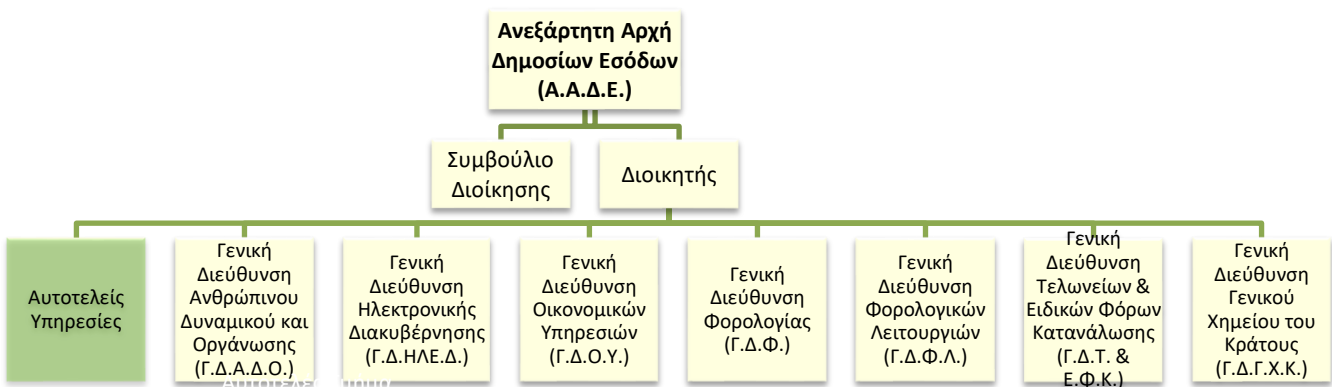 Ανεξάρτητη Αρχή
Δημοσίων Εσόδων
(Α.Α.Δ.Ε.)
Συμβούλιο
Διοίκησης
Διοικητής
Αυτοτελείς
Υπηρεσίες
Γενική
Διεύθυνση
Ανθρώπινου
Δυναμικού και
Οργάνωσης
(Γ.Δ.Α.Δ.Ο.)
Γενική
Διεύθυνση
Ηλεκτρονικής
Διακυβέρνησης
(Γ.Δ.ΗΛΕ.Δ.)
Γενική
Διεύθυνση
Οικονομικών
Υπηρεσιών
(Γ.Δ.Ο.Υ.)
Γενική
Διεύθυνση
Φορολογίας
(Γ.Δ.Φ.)
Γενική
Διεύθυνση
Φορολογικών
Λειτουργιών
(Γ.Δ.Φ.Λ.)
Γενική
Διεύθυνση
Τελωνείων &
Ειδικών Φόρων
Κατανάλωσης
(Γ.Δ.Τ. &
Ε.Φ.Κ.)
Γενική
Διεύθυνση
Γενικού
Χημείου του
Κράτους
(Γ.Δ.Γ.Χ.Κ.)